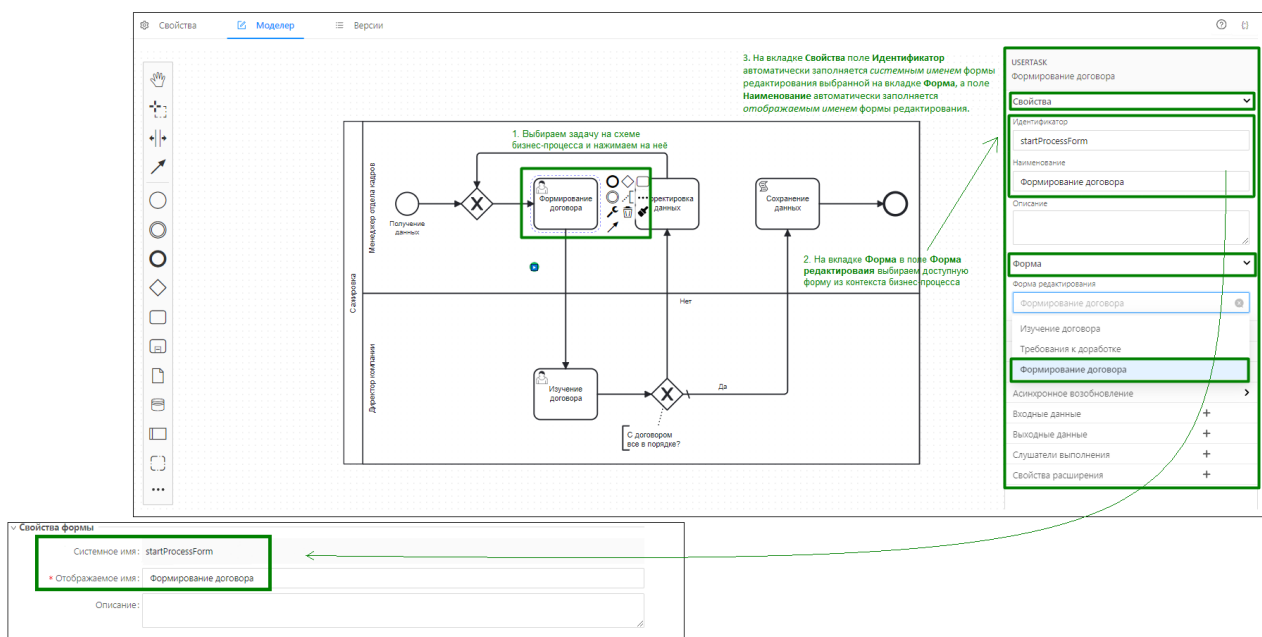 Свойства
Моделер
Версии
3. На вкладке Свойства поле Идентификатор
автоматически заполняется системным именем формы
редактирования выбранной на вкладке Форма, а поле
Наименование автоматически заполняется
отображаемым именем формы редактирования.
USERTASK
Формирование договора
Свойства
Идентификатор
startProcessForm
Наименование
Формирование договора
Описание
1. Выбираем задачу на схеме
бизнес-процесса и нажимаем на неё
Сажировка
Менеджер отдела кадров
Получение
данных
Формирование
договора
данных
Сохранение
данных
2. На вкладке Форма в поле Форма
редактироваия выбираем доступную
форму из контекста бизнес процесса
Форма
Форма редактирования
Формирование договора
Изучение договора
Требования к доработке
Формирование договора
Асинхронное возобновление
Входные данные
Выходные данные
Слушатели выполнения
Свойства расширения
Нет
Директор компании
Изучение
договора
Да
С договором
все в порядке?
Свойства формы
Системное имя: startProcessForm
* Отображаемое имя: Формирование договора
Описание: